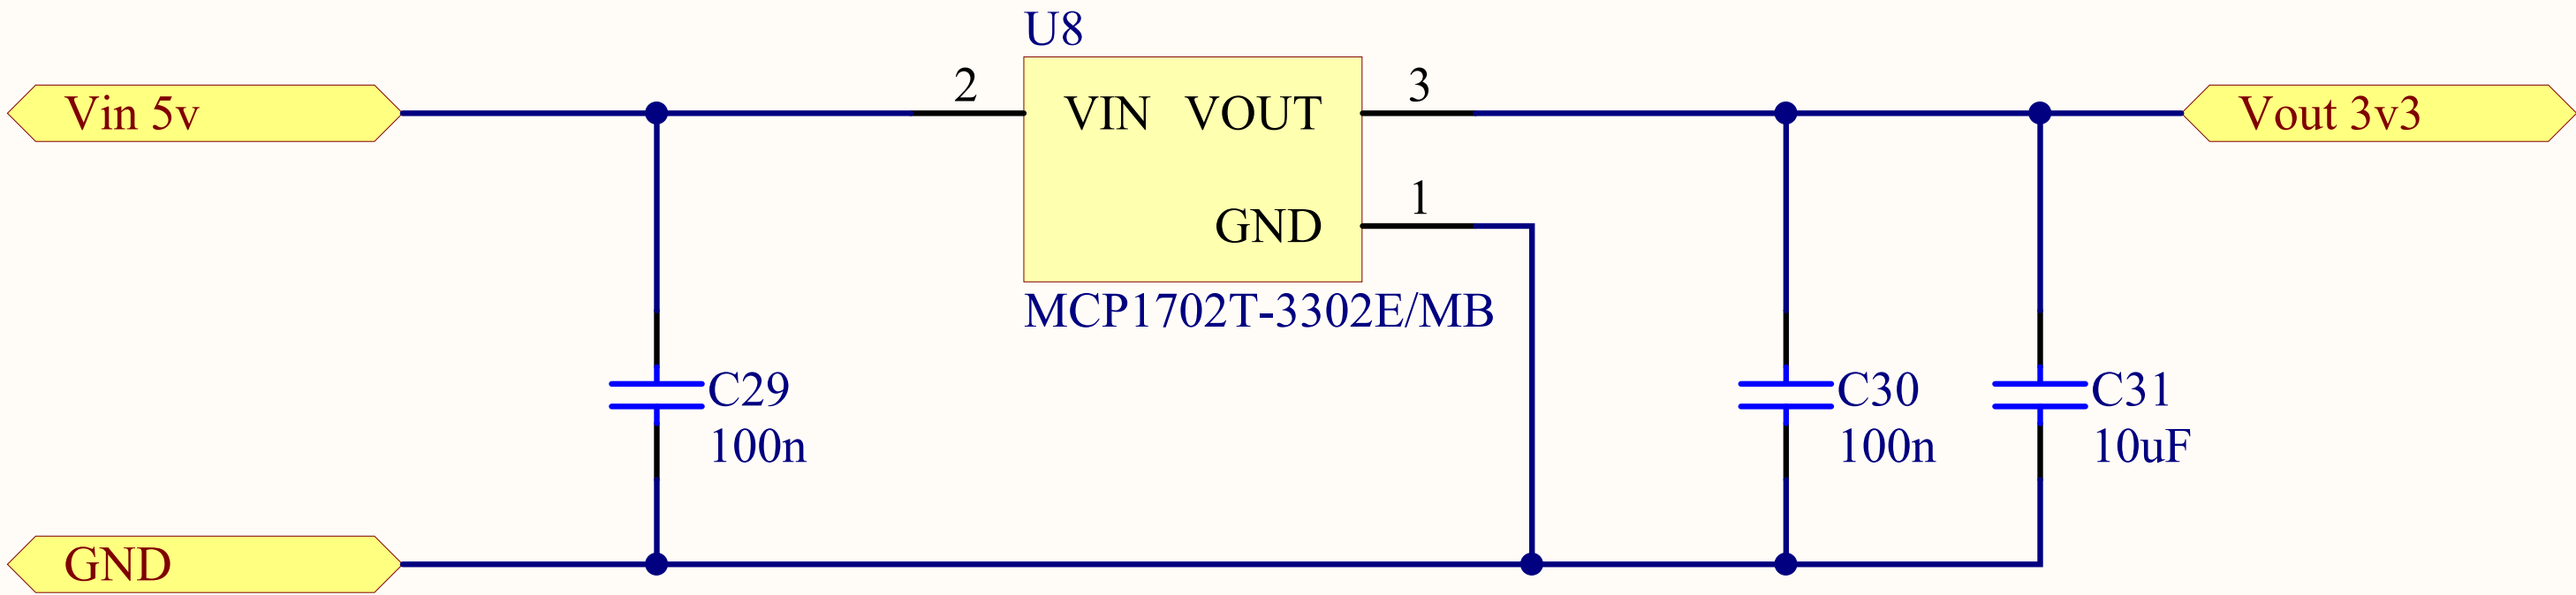 U8
Vin 5v
2
VIN VOUT
3
Vout 3v3
GND
1
MCP1702T-3302E/MB
C29
100n
C30
100n
C31
10uF
GND